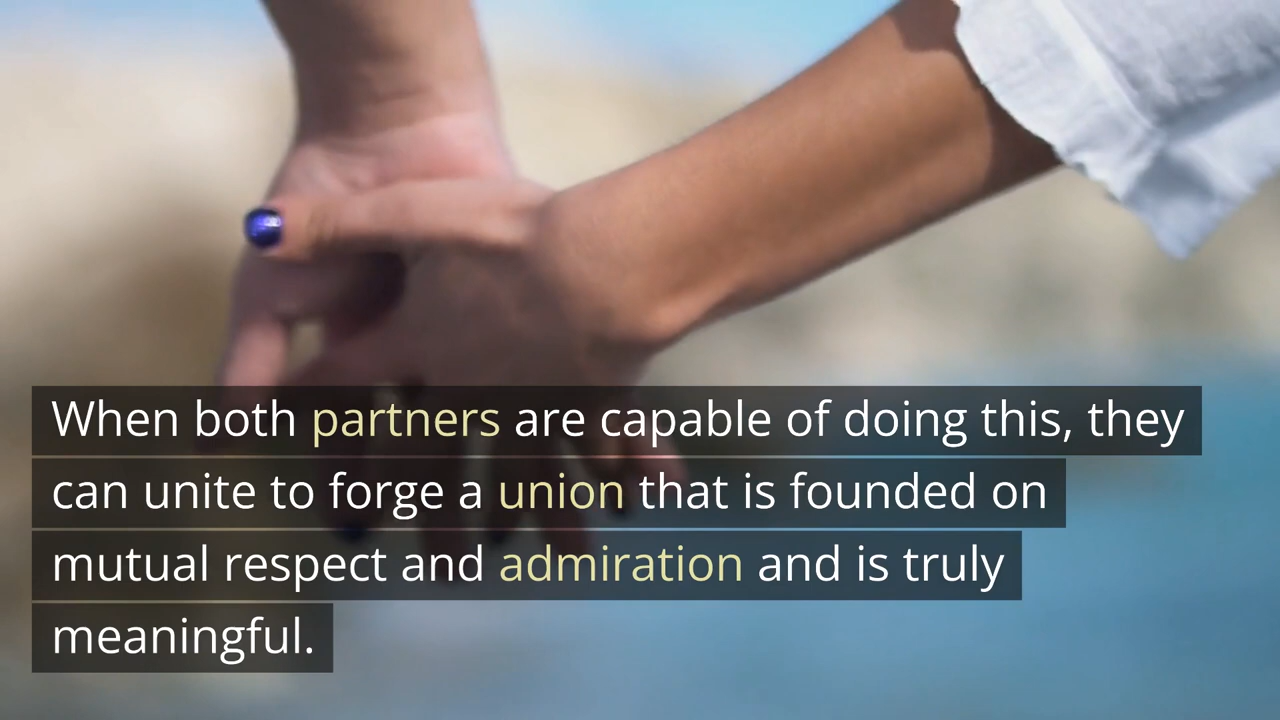 When both partners are capable of doing this, they
can unite to forge a union that is founded on
mutual respect and admiration and is truly
meaningful.